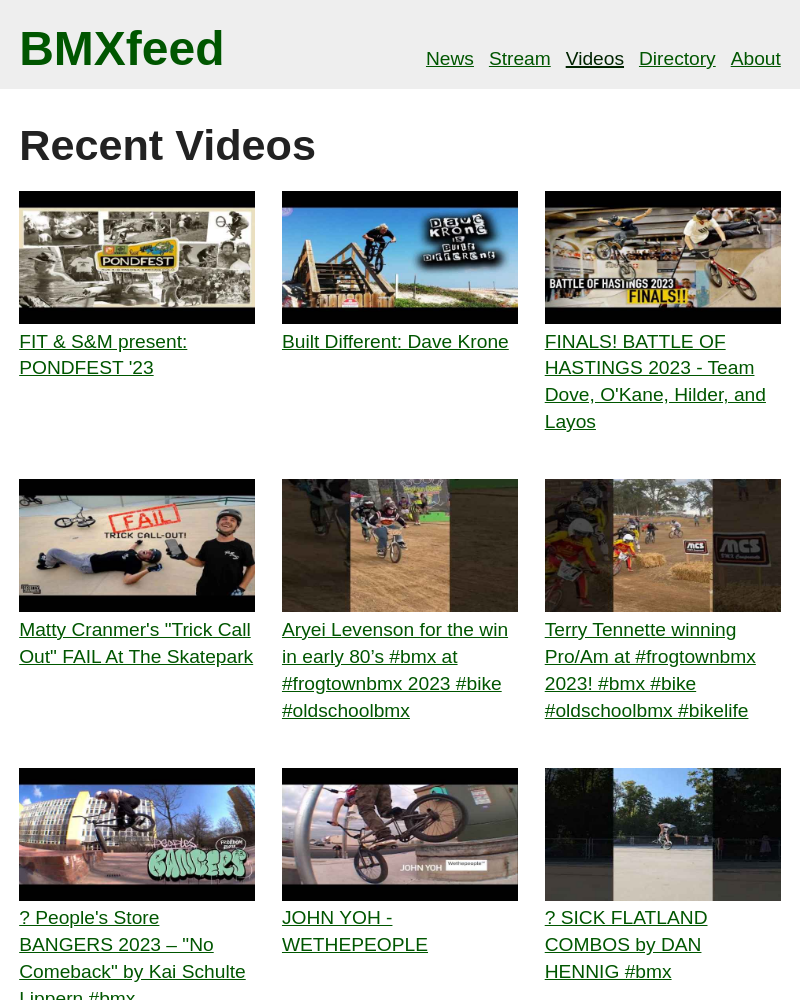 BMXfeed
News Stream Videos Directory About
Recent Videos
PONDFEST
DAVE
KRONE
IS
BUILT
DIFFERENT
BATTLE OF HASTINGS 2023
FINALS!!
FIT & S&M present:
PONDFEST '23
Built Different: Dave Krone
FINALS! BATTLE OF
HASTINGS 2023 - Team
Dove, O'Kane, Hilder, and
Layos
FAIL
TRICK CALL-OUT!
MCS
MCS
Matty Cranmer's "Trick Call
Out" FAIL At The Skatepark
Aryei Levenson for the win
in early 80’s #bmx at
#frogtownbmx 2023 #bike
#oldschoolbmx
Terry Tennette winning
Pro/Am at #frogtownbmx
2023! #bmx #bike
#oldschoolbmx #bikelife
PEOPLES
BANGERS
JOHN YOH
Wethepeople
? People's Store
BANGERS 2023 – "No
Comeback" by Kai Schulte
Lippern #bmx
JOHN YOH -
WETHEPEOPLE
? SICK FLATLAND
COMBOS by DAN
HENNIG #bmx